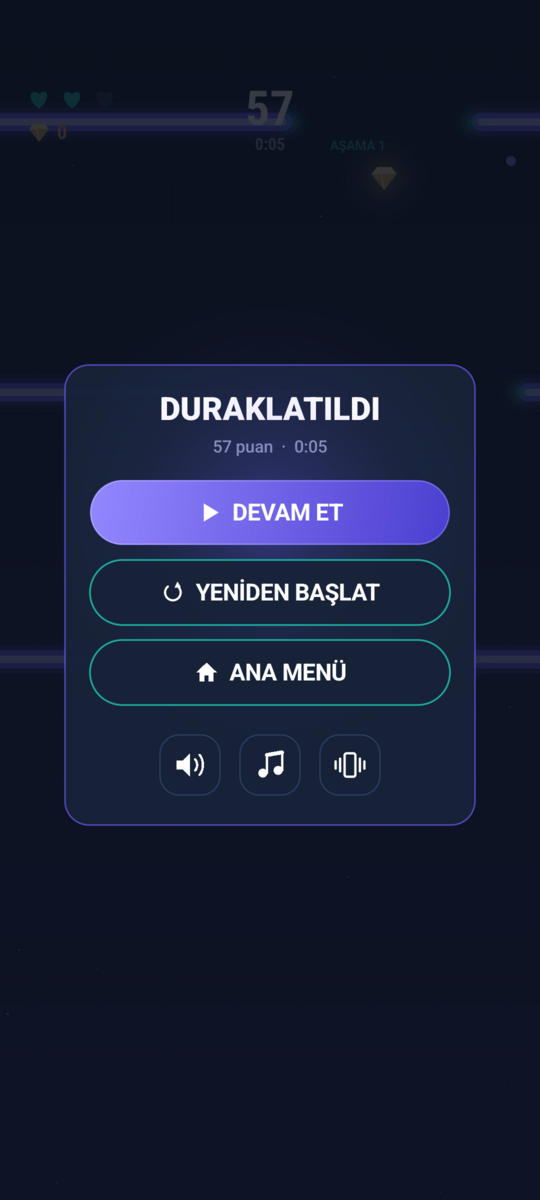 57
0
0:05
AŞAMA 1
DURAKLATILDI
57 puan · 0:05
DEVAM ET
YENİDEN BAŞLAT
ANA MENÜ